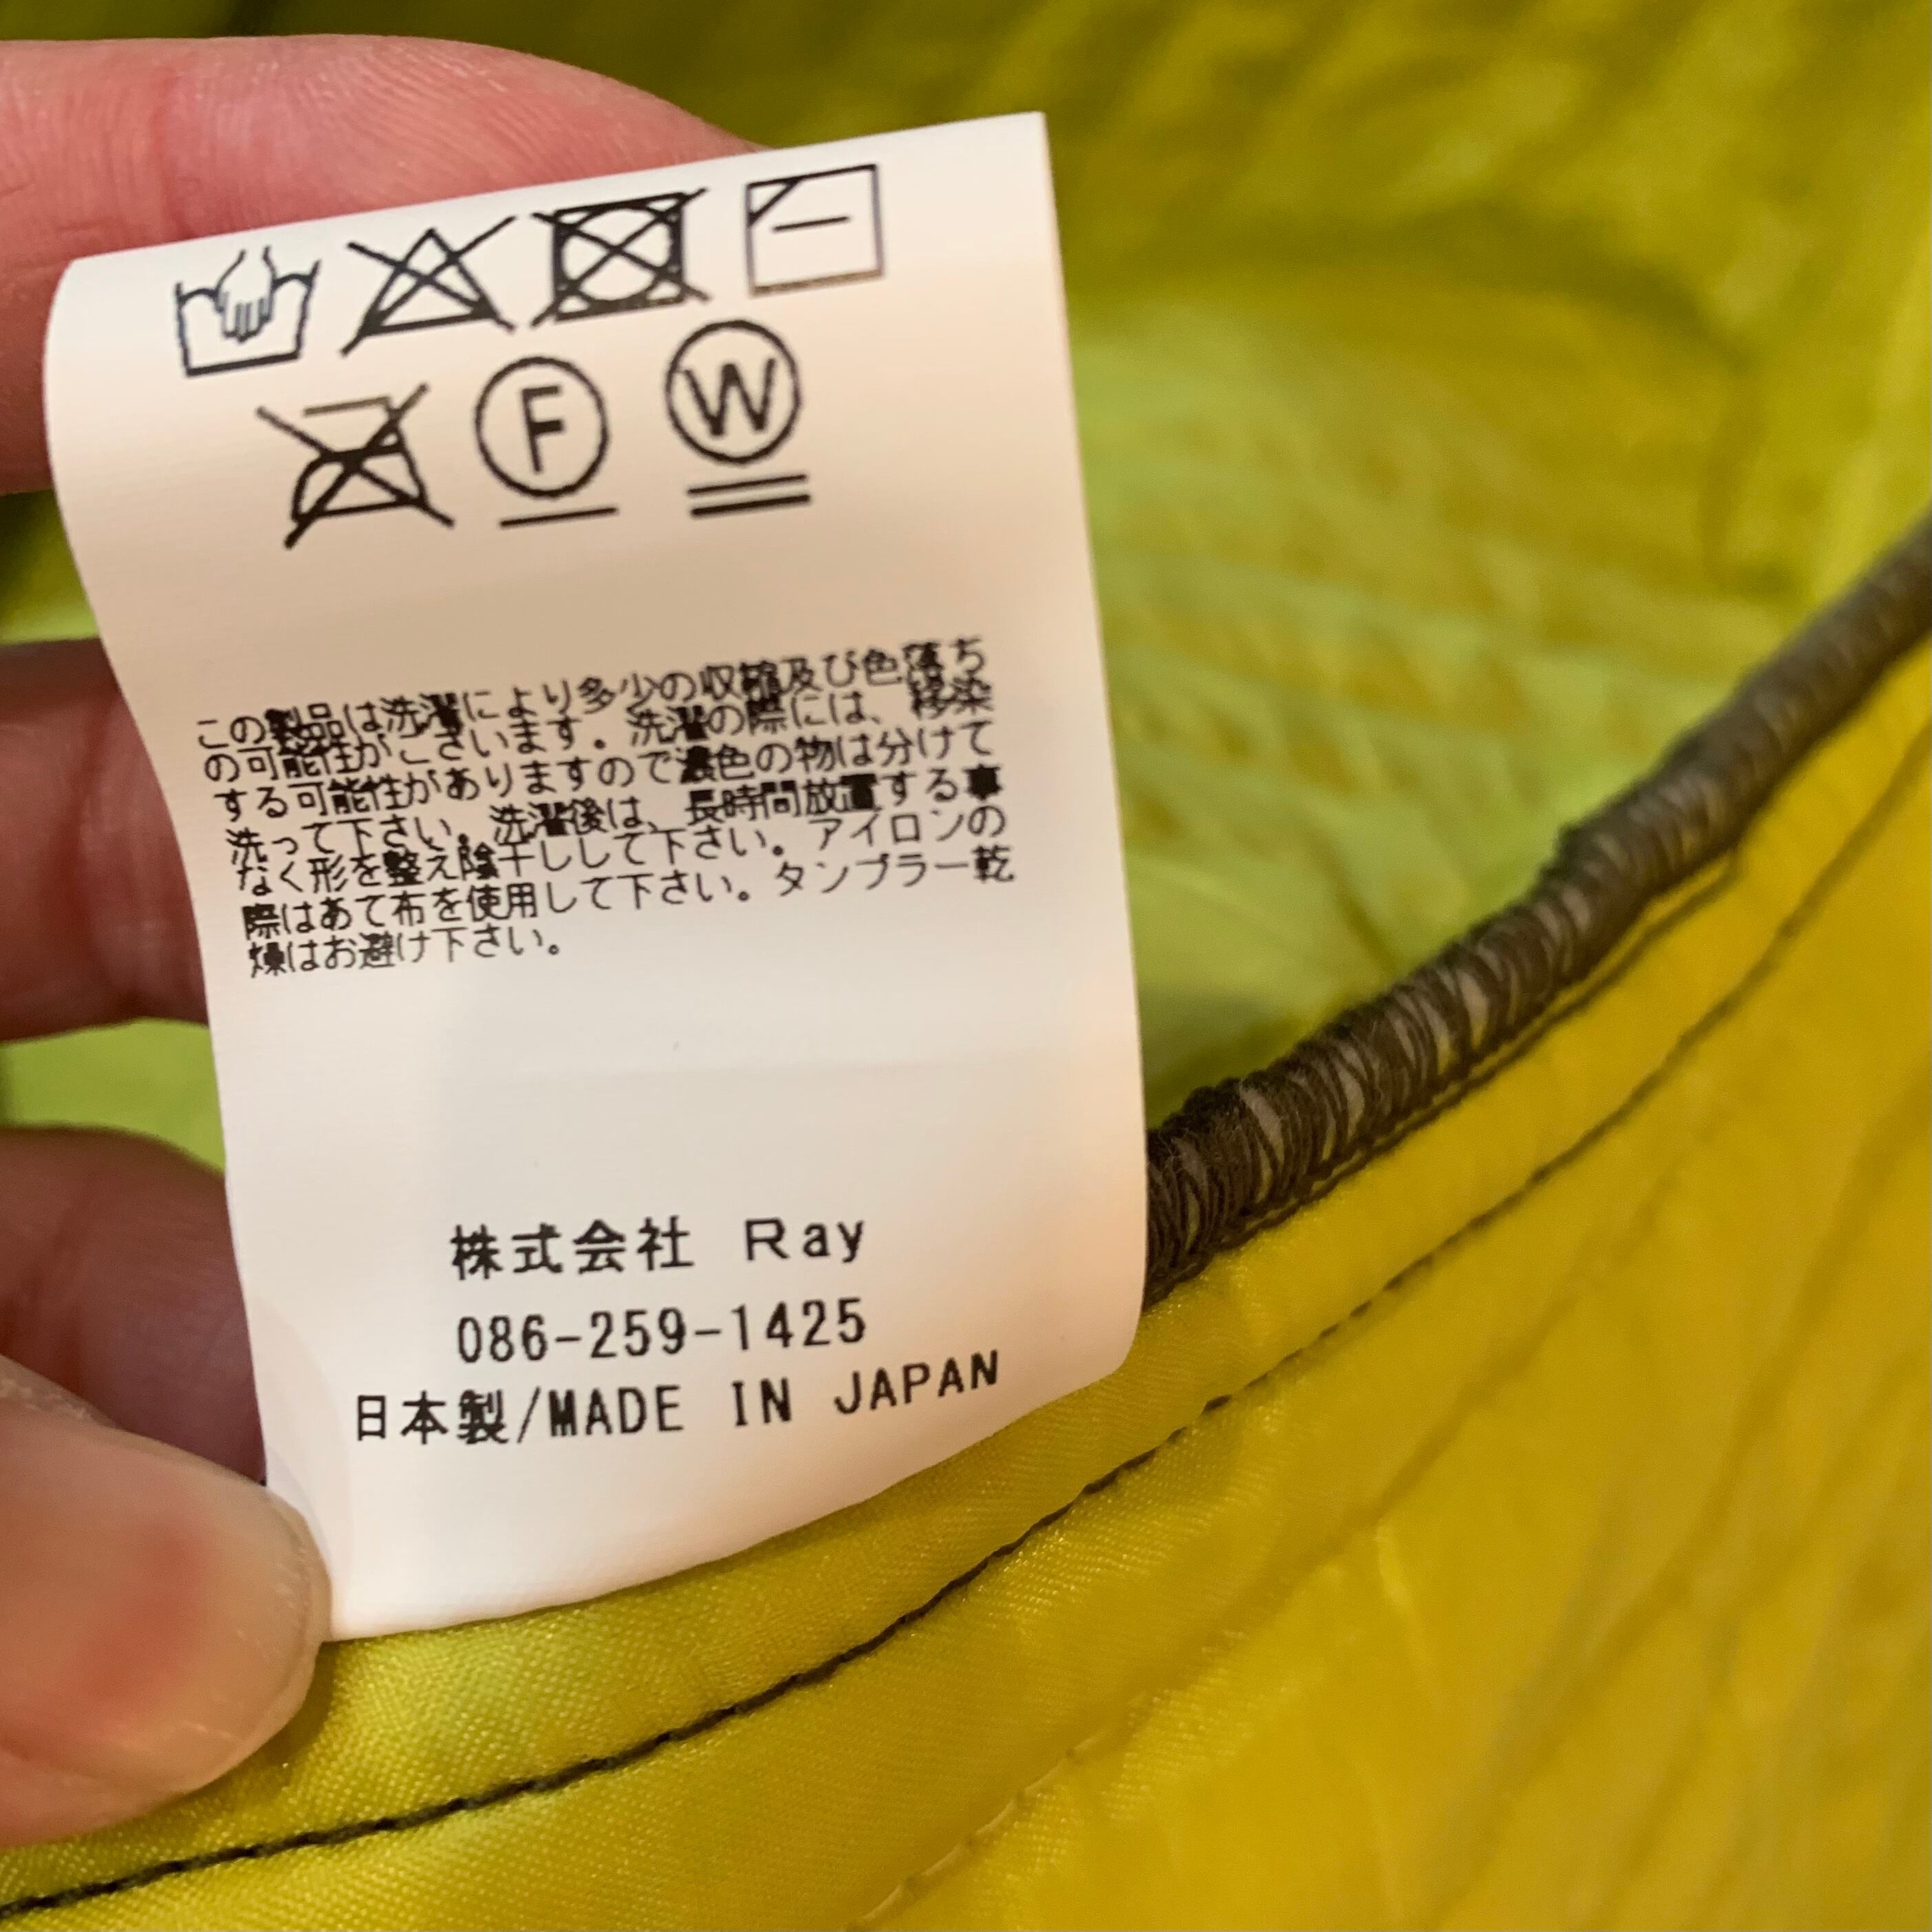 F
W
この製品は洗濯により多少の収縮及び色落ち
の可能性がございます。洗濯の際には、移染
する可能性がありますので濃色の物は分けて
洗って下さい。洗濯後は、長時間放置する事
なく形を整え陰干しして下さい。アイロンの
際はあて布を使用して下さい。タンブラー乾
燥はお避け下さい。
株式会社 Ray
086-259-1425
日本製/MADE IN JAPAN